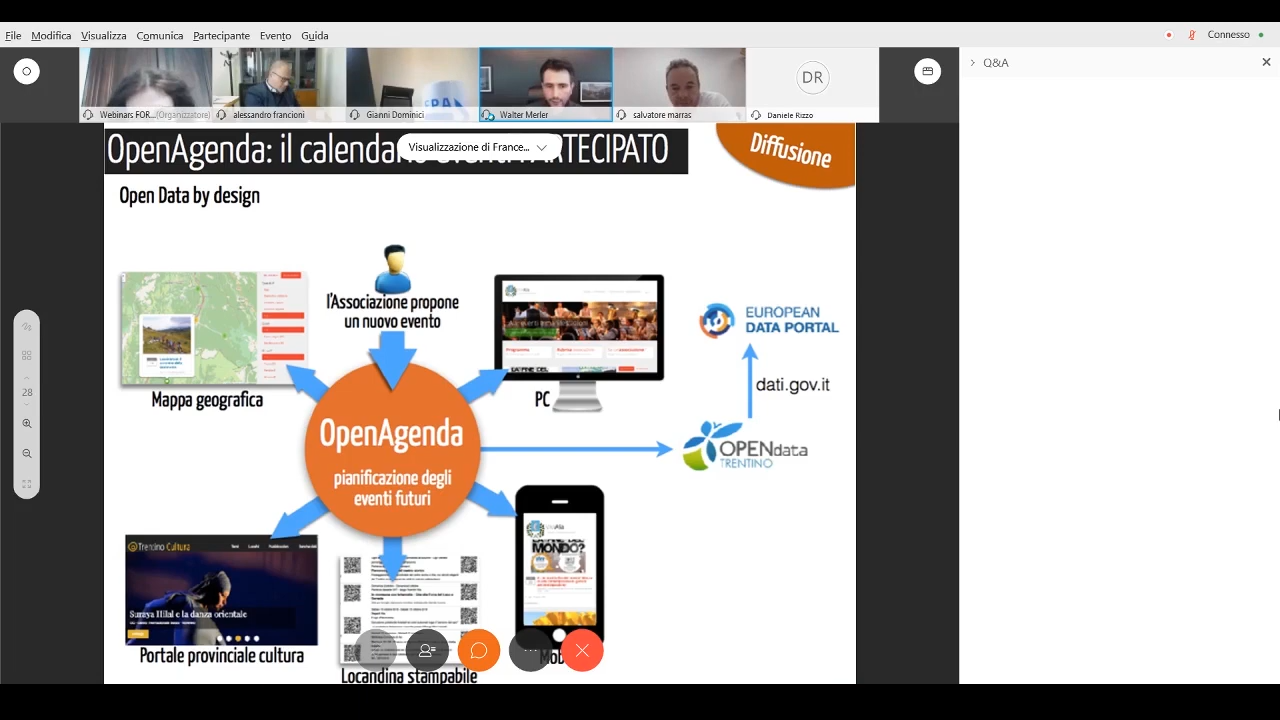 File Modifica Visualizza Comunica Partecipante Evento Guida
Connesso
Q&A
Webinars FOR... (Organizzatore)
alessandro francioni
Gianni Dominici
Walter Merler
salvatore marras
DR
Daniele Rizzo
OpenAgenda: il calendario
Visualizzazione di France...
PARTECIPATO
Diffusione
Open Data by design
l'Associazione propone
un nuovo evento
Mappa geografica
PC
EUROPEAN
DATA PORTAL
dati.gov.it
OPENdata
TRENTINO
OpenAgenda
pianificazione degli
eventi futuri
28
Trentino Cultura
Suraya Hilal e la danza orientale
Portale provinciale cultura
MONDO?
Locandina stampabile